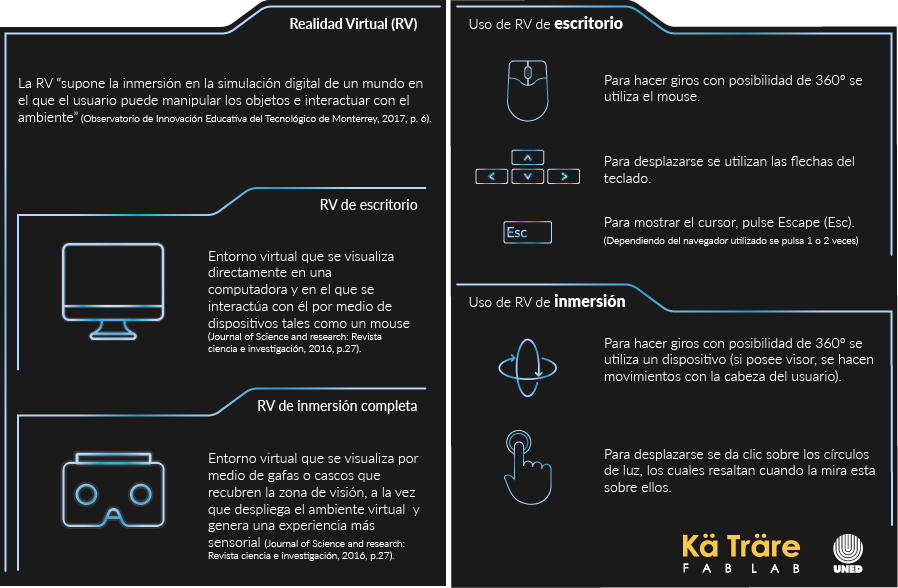 Realidad Virtual (RV)
La RV “supone la inmersión en la simulación digital de un mundo en
el que el usuario puede manipular los objetos e interactuar con el
ambiente” (Observatorio de Innovación Educativa del Tecnológico de Monterrey, 2017, p. 6).
RV de escritorio
Entorno virtual que se visualiza
directamente en una
computadora y en el que se
interactúa con él por medio de
dispositivos tales como un mouse
(Journal of Science and research: Revista
ciencia e investigación, 2016, p.27).
RV de inmersión completa
Entorno virtual que se visualiza por
medio de gafas o cascos que
recubren la zona de visión, a la vez
que despliega el ambiente virtual y
genera una experiencia más
sensorial (Journal of Science and research:
Revista ciencia e investigación, 2016, p.27).
Uso de RV de escritorio
Para hacer giros con posibilidad de 360° se
utiliza el mouse.
Para desplazarse se utilizan las flechas del
teclado.
Esc
Para mostrar el cursor, pulse Escape (Esc).
(Dependiendo del navegador utilizado se pulsa 1 o 2 veces)
Uso de RV de inmersión
Para hacer giros con posibilidad de 360° se
utiliza un dispositivo (si posee visor, se hacen
movimientos con la cabeza del usuario).
Para desplazarse se da clic sobre los círculos
de luz, los cuales resaltan cuando la mira esta
sobre ellos.
Kä Träre
FAB LAB
UNED